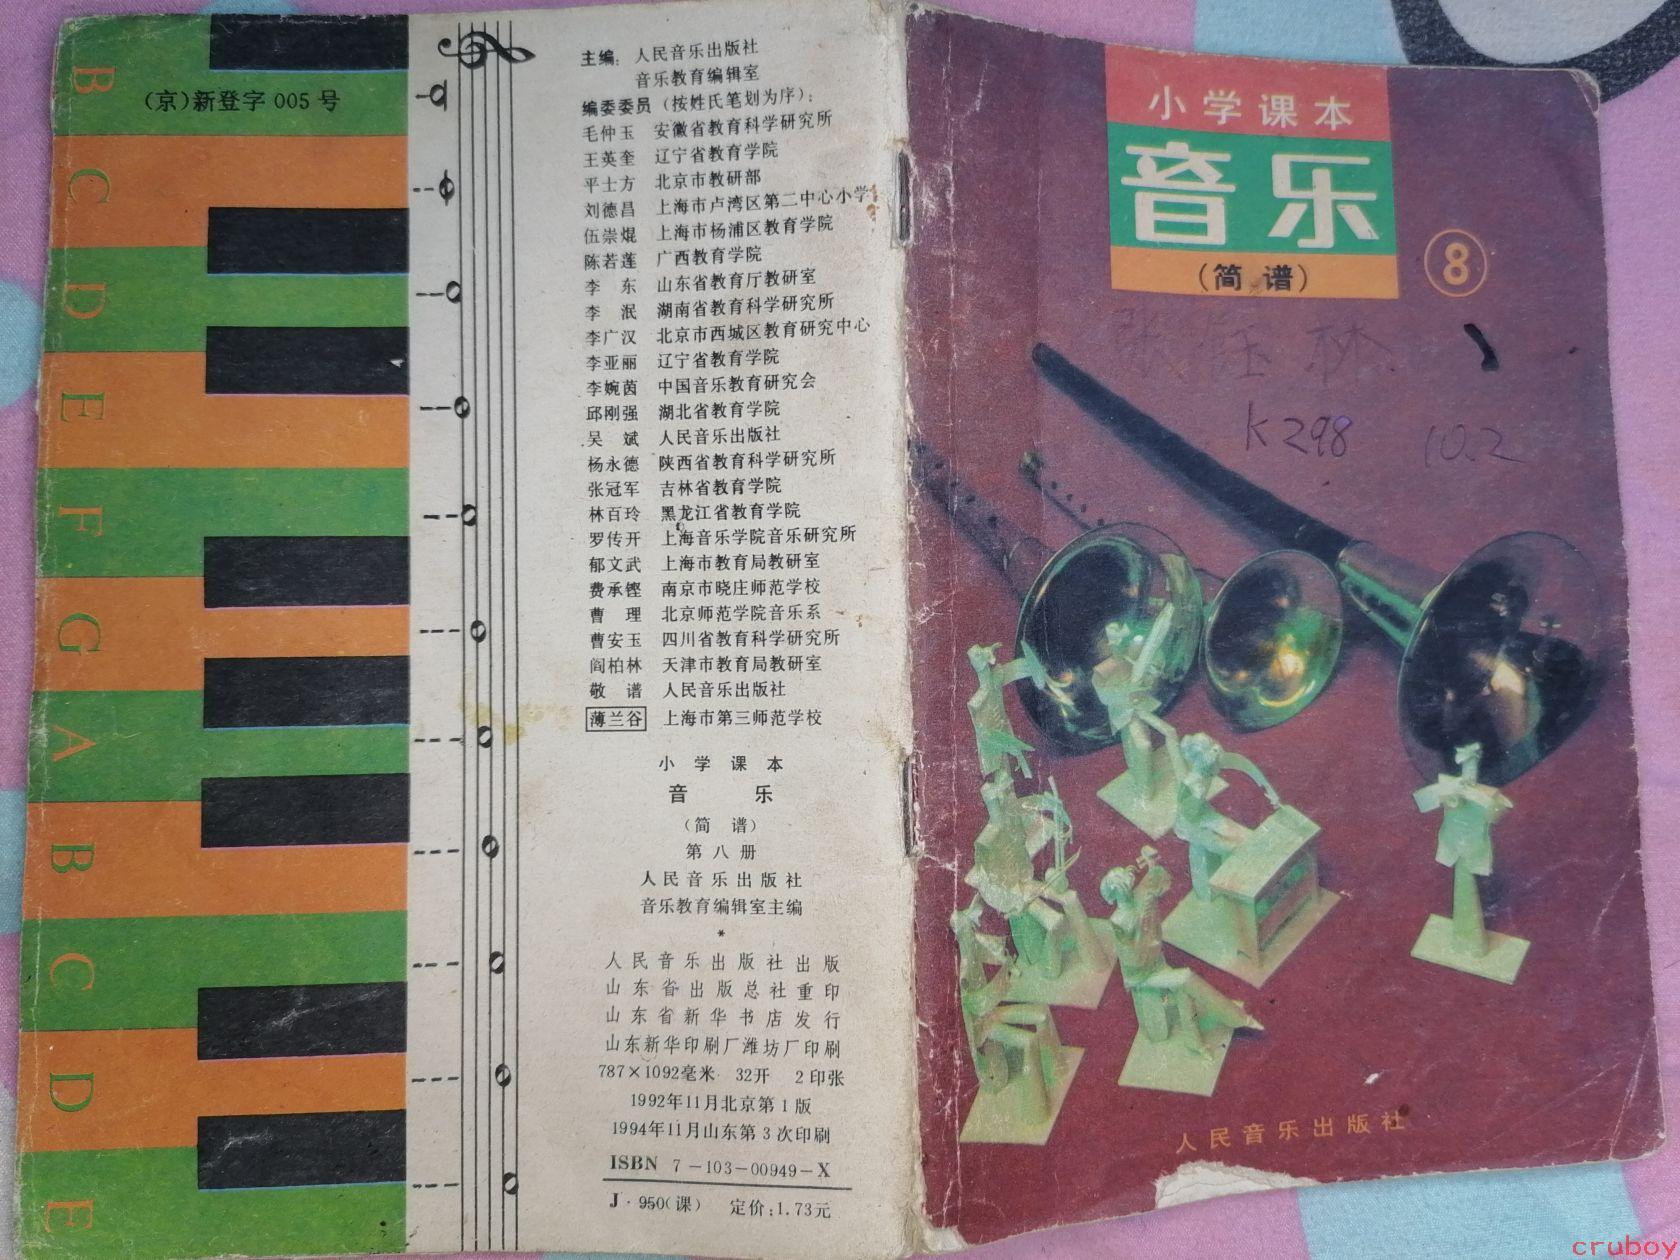 B
C
D
E
F
G
A
B
C
D
E
(京)新登字 005 号
主编：人民音乐出版社
音乐教育编辑室
编委委员（按姓氏笔划为序）：
毛仲玉 安徽省教育科学研究所
王英奎 辽宁省教育学院
平士方 北京市教研部
刘德昌 上海市卢湾区第二中心小学
伍崇焜 上海市杨浦区教育学院
陈若莲 广西教育学院
李 东 山东省教育厅教研室
李 泯 湖南省教育科学研究所
李广汉 北京市西城区教育研究中心
李亚丽 辽宁省教育学院
李婉茵 中国音乐教育研究会
邱刚强 湖北省教育学院
吴 斌 人民音乐出版社
杨永德 陕西省教育科学研究所
张冠军 吉林省教育学院
林百玲 黑龙江省教育学院
罗传开 上海音乐学院音乐研究所
郁文武 上海市教育局教研室
费承铿 南京市晓庄师范学校
曹 理 北京师范学院音乐系
曹安玉 四川省教育科学研究所
阎柏林 天津市教育局教研室
敬 谱 人民音乐出版社
薄兰谷 上海市第三师范学校
小学课本
音 乐
（简 谱）
第八册
人民音乐出版社
音乐教育编辑室主编
*
人民音乐出版社出版
山东省出版总社重印
山东省新华书店发行
山东新华印刷厂潍坊厂印刷
787×1092毫米 32开 2印张
1992年11月北京第1版
1994年11月山东第3次印刷
ISBN 7-103-00949-X
J·950(课) 定价:1.73元
小学课本
音乐
(简谱)
8
张钰林
K298 10.2
人民音乐出版社
cruboy